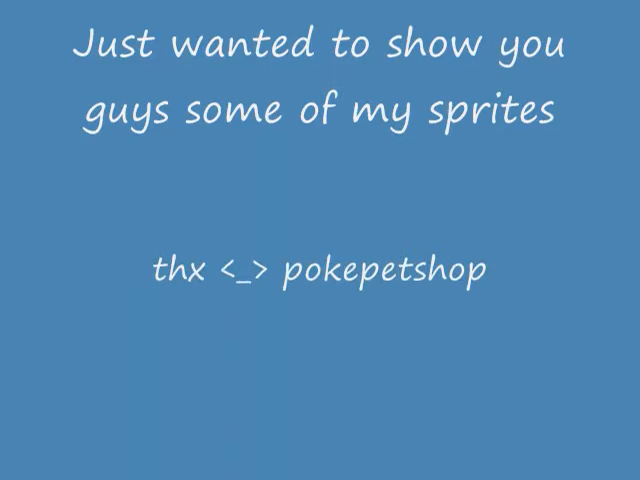 Just wanted to show you
guys some of my sprites
thx <_> pokepetshop